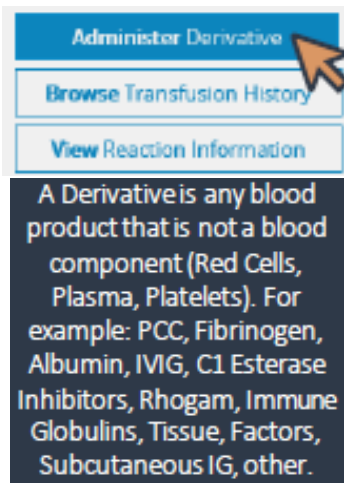 Administer Derivative
Browse Transfusion History
View Reaction Information
A Derivative is any blood
product that is not a blood
component (Red Cells,
Plasma, Platelets). For
example: PCC, Fibrinogen,
Albumin, IVIG, C1 Esterase
Inhibitors, Rhogam, Immune
Globulins, Tissue, Factors,
Subcutaneous IG, other.